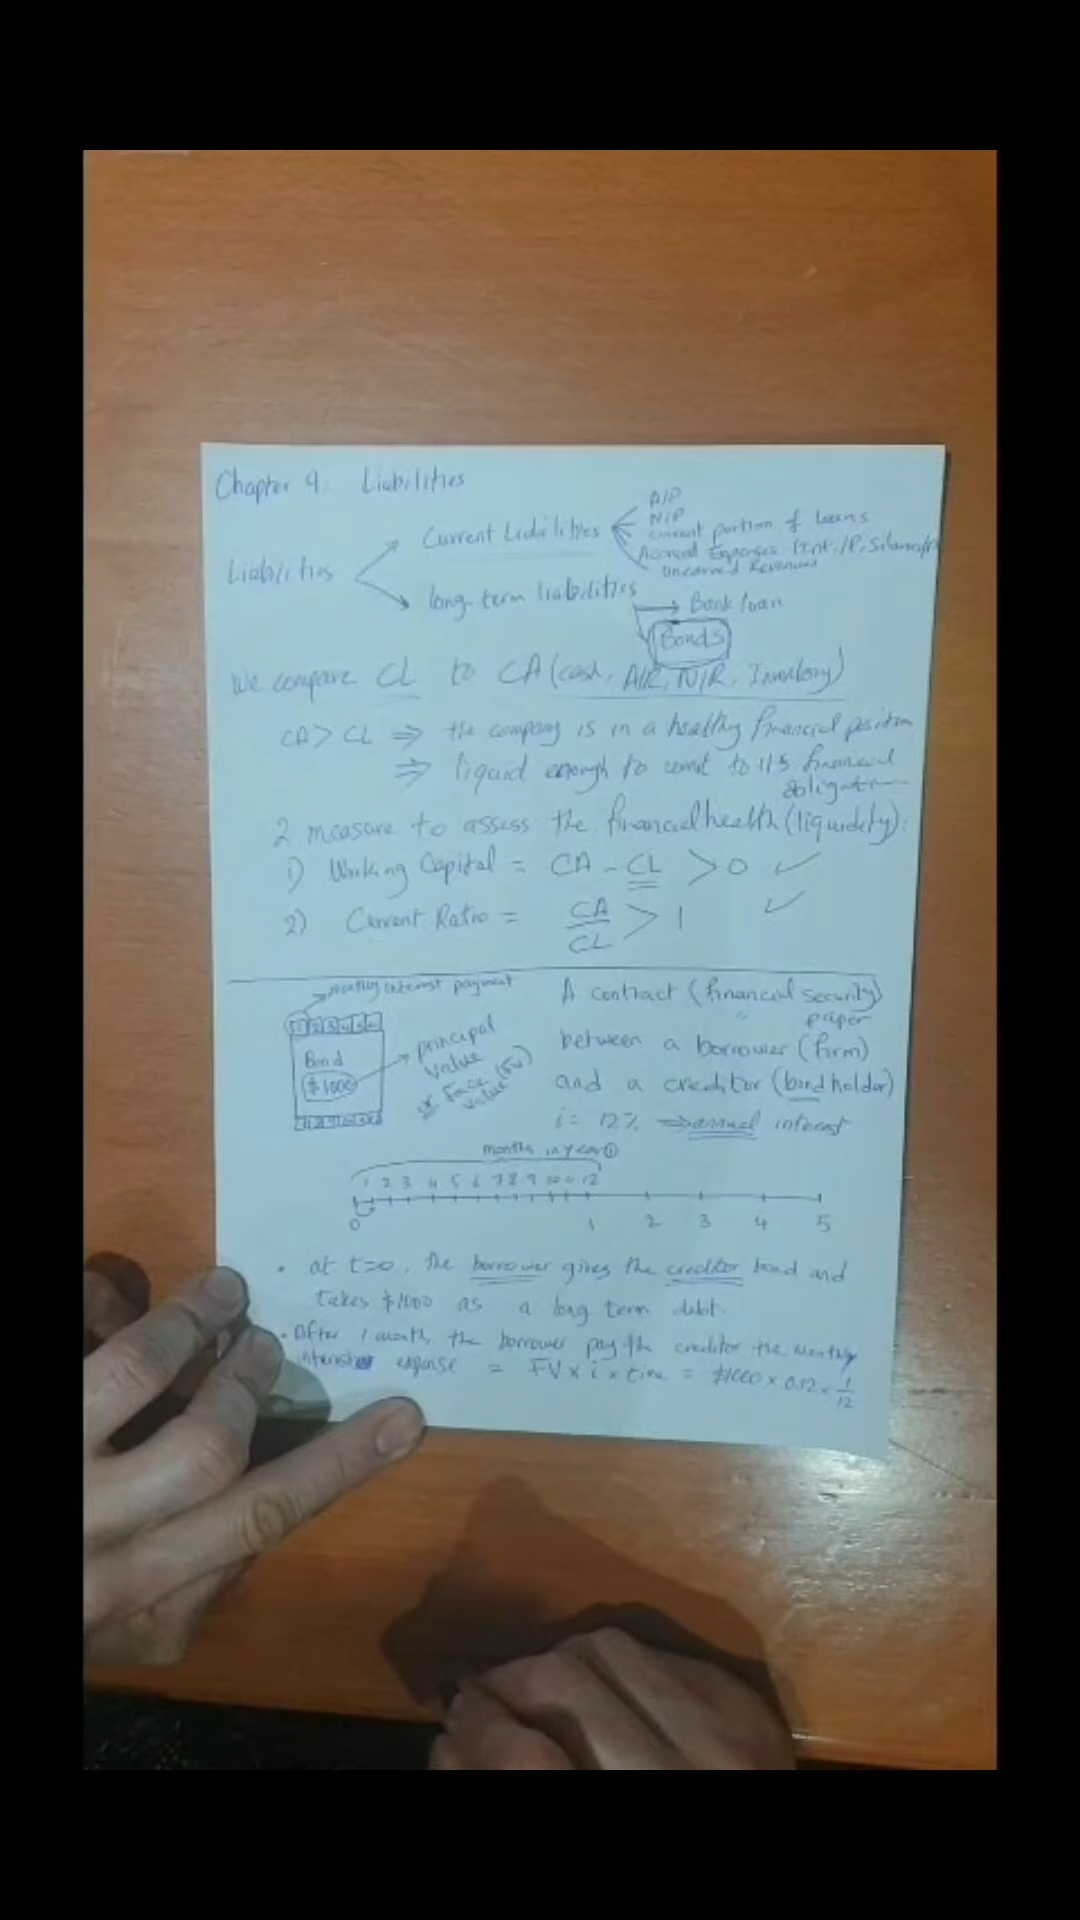 Chapter 9. Liabilities
A/P
N/P
Current Liabilities
current portion of loans
Accrued Expenses (Int./P, Salaries/P
unearned Revenues
Liabilities
long-term liabilities
Bank loan
Bonds
We compare CL to CA (cash, A/R, N/R, Inventory)
CA > CL ⇒ the company is in a healthy financial position
⇒ liquid enough to to its financial
2 measure to assess the financial health (liquidity):
1) Working Capital = CA - CL > 0 ✓
2) Current Ratio = CA/CL > 1 ✓
monthly interest payment
Bond
$1000
principal
value
or Face value (FV)
A contract (financial security)
paper
between a borrower (firm)
and a creditor (bondholder)
i = 12% ⇒ annual interest
months in year ①
1 2 3 4 5 6 7 8 9 10 11 12
0 1 2 3 4 5
• at t=0, the borrower gives the creditor bond and
takes $1000 as a long term debt.
• After 1 month, the borrower pay the creditor the monthly
interest expense = FV x i x time = $1000 x 0.12 x 1/12